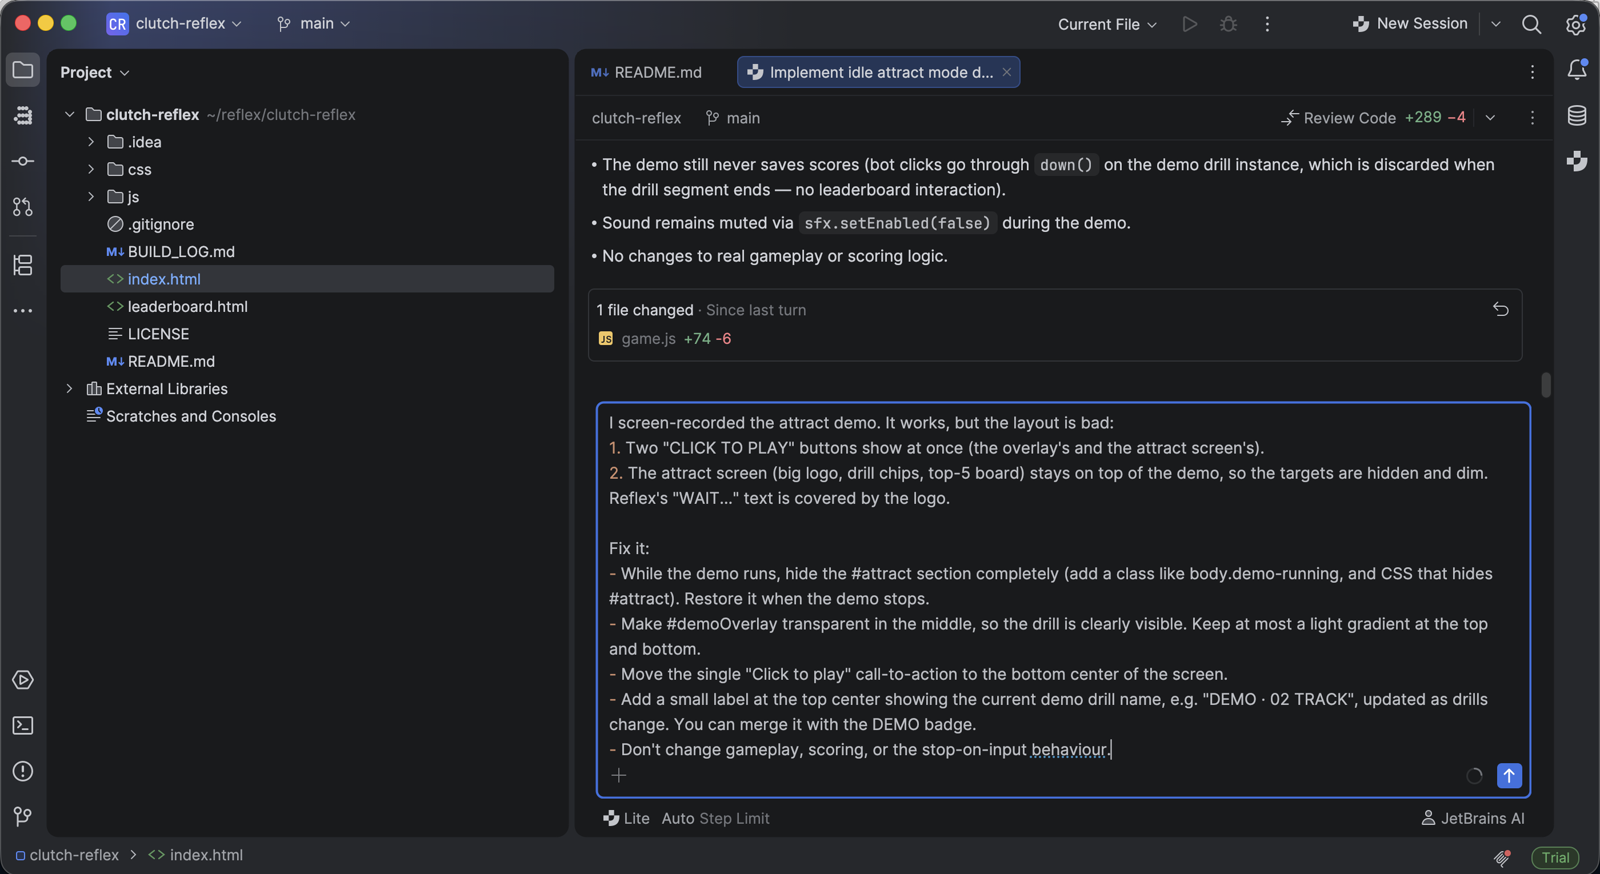 CR clutch-reflex main Current File New Session
Project
README.md
Implement idle attract mode d...
clutch-reflex ~/reflex/clutch-reflex
.idea
css
js
.gitignore
BUILD_LOG.md
index.html
leaderboard.html
LICENSE
README.md
External Libraries
Scratches and Consoles
clutch-reflex main Review Code +289 −4
• The demo still never saves scores (bot clicks go through down() on the demo drill instance, which is discarded when
the drill segment ends — no leaderboard interaction).
• Sound remains muted via sfx.setEnabled(false) during the demo.
• No changes to real gameplay or scoring logic.
1 file changed · Since last turn
JS game.js +74 -6
I screen-recorded the attract demo. It works, but the layout is bad:
1. Two "CLICK TO PLAY" buttons show at once (the overlay's and the attract screen's).
2. The attract screen (big logo, drill chips, top-5 board) stays on top of the demo, so the targets are hidden and dim.
Reflex's "WAIT..." text is covered by the logo.
Fix it:
- While the demo runs, hide the #attract section completely (add a class like body.demo-running, and CSS that hides
#attract). Restore it when the demo stops.
- Make #demoOverlay transparent in the middle, so the drill is clearly visible. Keep at most a light gradient at the top
and bottom.
- Move the single "Click to play" call-to-action to the bottom center of the screen.
- Add a small label at the top center showing the current demo drill name, e.g. "DEMO · 02 TRACK", updated as drills
change. You can merge it with the DEMO badge.
- Don't change gameplay, scoring, or the stop-on-input behaviour.
Lite Auto Step Limit JetBrains AI
clutch-reflex > index.html Trial